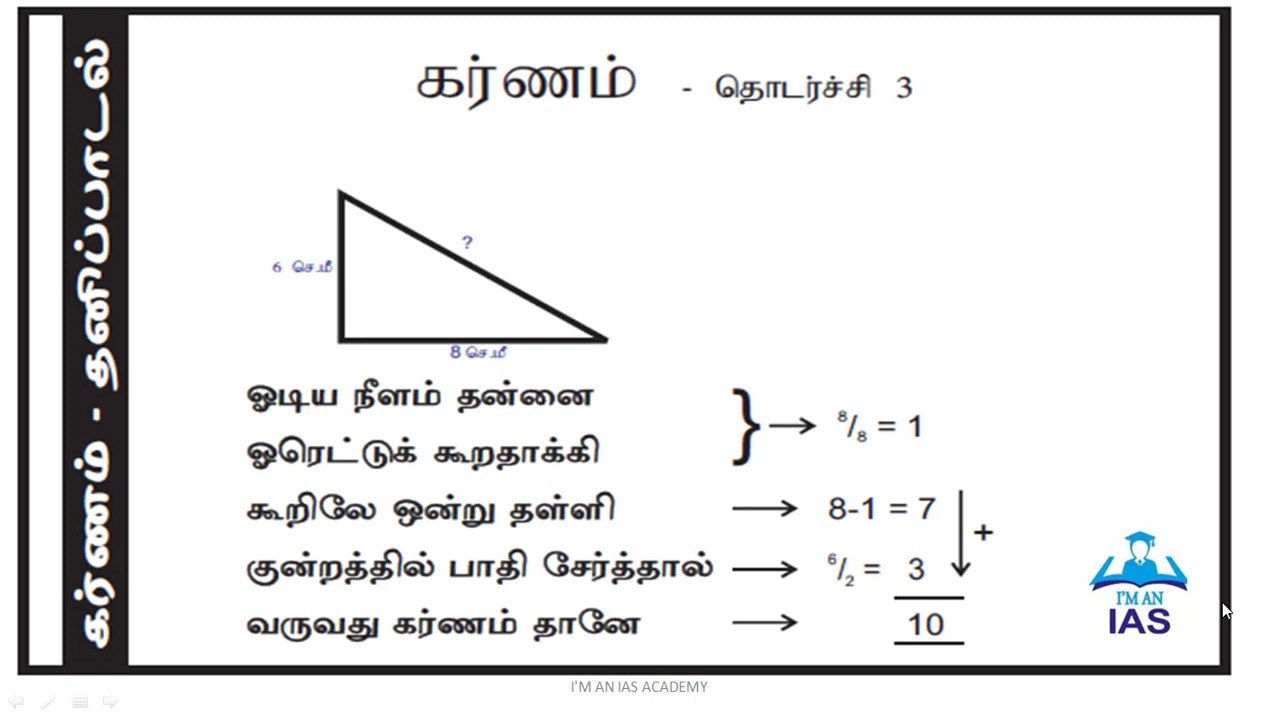 கர்ணம் - தனிப்பாடல்
கர்ணம் - தொடர்ச்சி 3
?
6 செ.மீ
8 செ.மீ
ஓடிய நீளம் தன்னை
ஓரெட்டுக் கூறதாக்கி
} → 8/8 = 1
கூறிலே ஒன்று தள்ளி → 8-1 = 7
+
குன்றத்தில் பாதி சேர்த்தால் → 6/2 = 3
வருவது கர்ணம் தானே → 10
I'M AN
IAS
I'M AN IAS ACADEMY